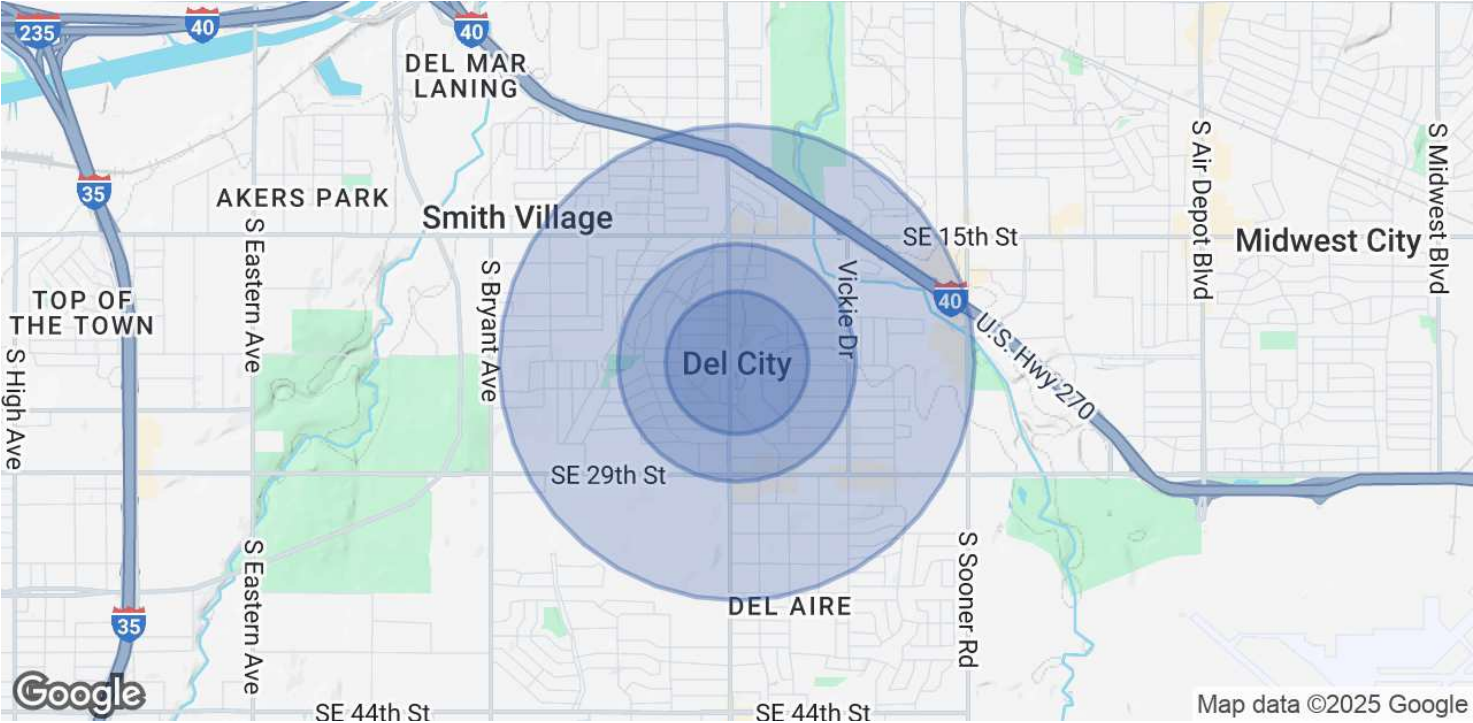 235
40
40
DEL MAR
LANING
35
AKERS PARK
Smith Village
S Eastern Ave
SE 15th St
S Air Depot Blvd
S Midwest Blvd
Midwest City
S Bryant Ave
Vickie Dr
40
TOP OF
THE TOWN
U.S. Hwy 270
Del City
S High Ave
SE 29th St
S Eastern Ave
S Sooner Rd
DEL AIRE
35
Google
SE 44th St
SE 44th St
Map data ©2025 Google